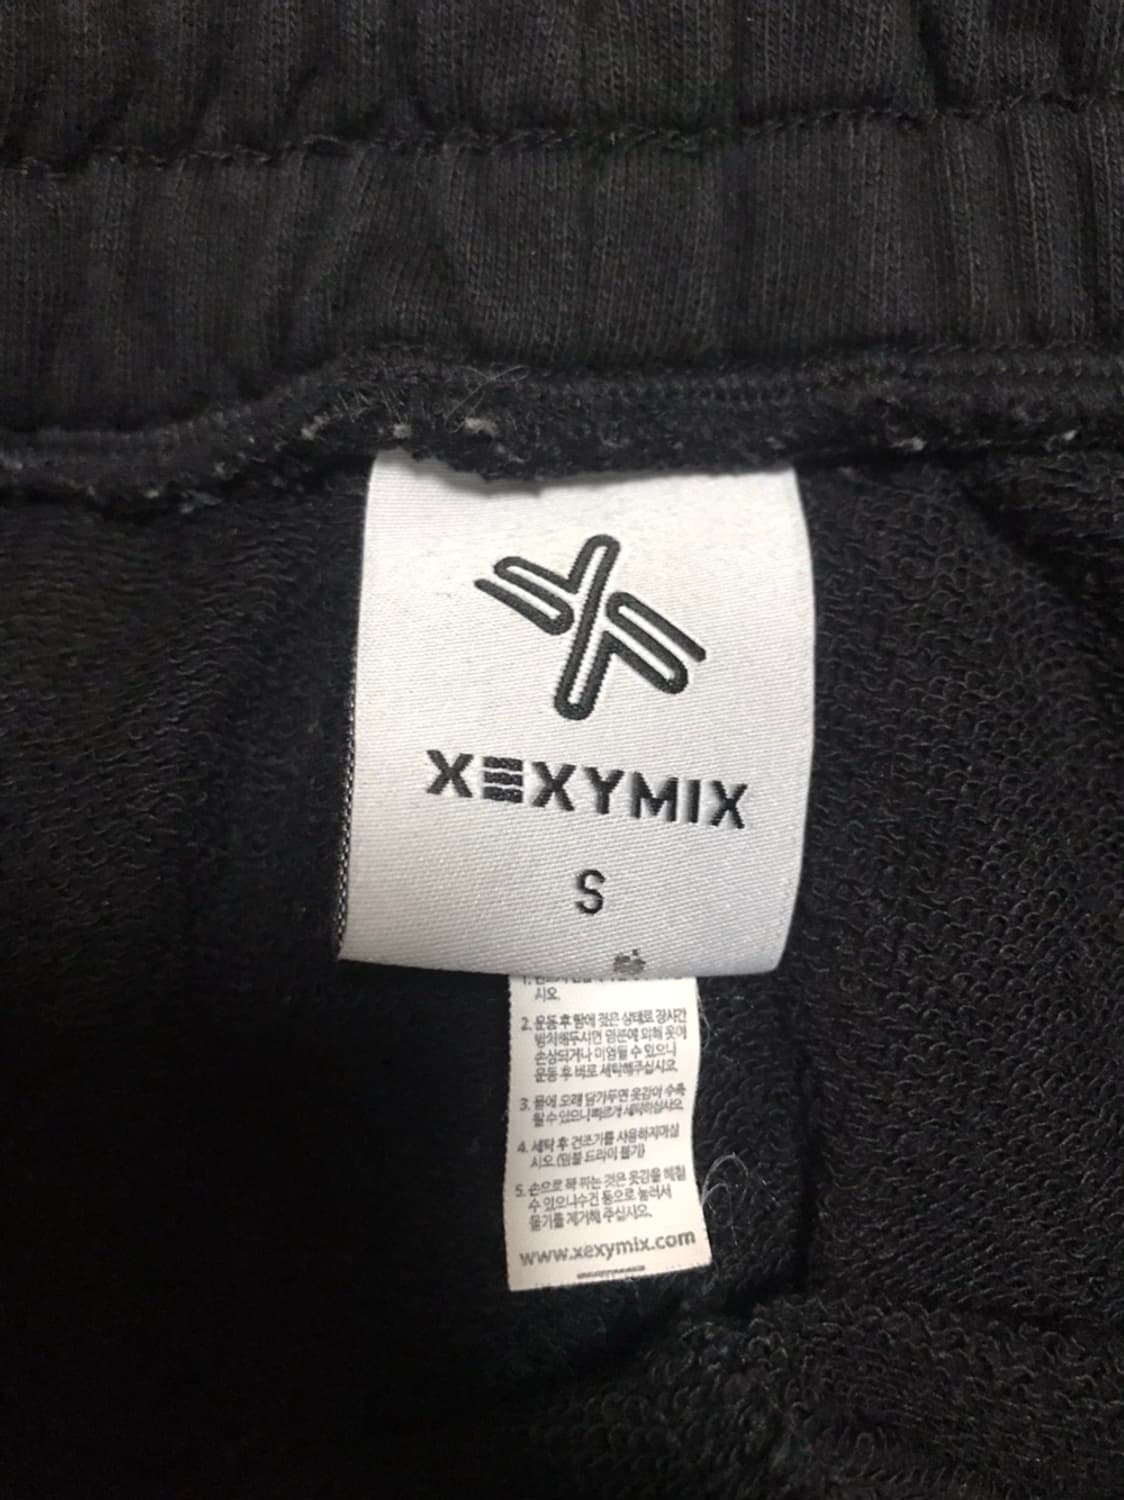 XEXYMIX
S
시오.
2. 운동 후 땀에 젖은 상태로 장시간
방치해두시면 염분에 의해 옷이
손상되거나 이염될 수 있으니
운동 후 바로 세탁해주십시오.
3. 물에 오래 담가두면 옷감이 수축
될 수 있으니 빠르게 세탁하십시오.
4. 세탁 후 건조기를 사용하지마십
시오.(텀블 드라이 불가)
5. 손으로 꽉 짜는 것은 옷감을 해칠
수 있으니 수건 등으로 눌러서
물기를 제거해 주십시오.
www.xexymix.com